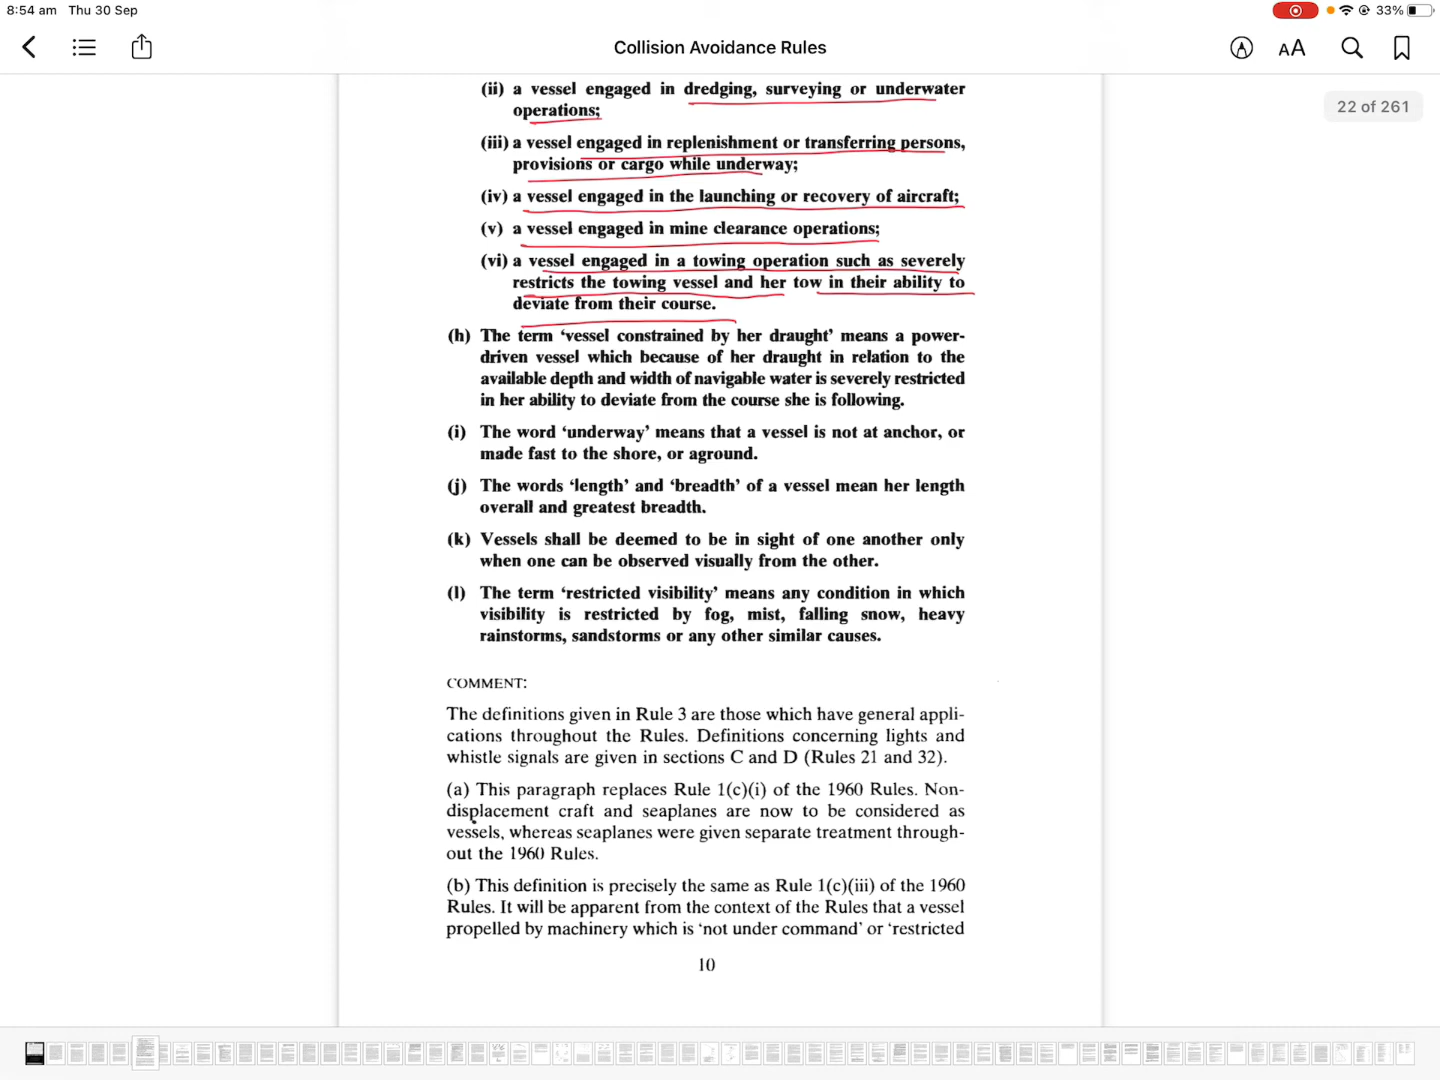 8:54 am Thu 30 Sep
33%
AA
Collision Avoidance Rules
22 of 261
(ii) a vessel engaged in dredging, surveying or underwater
operations;
(iii) a vessel engaged in replenishment or transferring persons,
provisions or cargo while underway;
(iv) a vessel engaged in the launching or recovery of aircraft;
(v) a vessel engaged in mine clearance operations;
(vi) a vessel engaged in a towing operation such as severely
restricts the towing vessel and her tow in their ability to
deviate from their course.
(h) The term ‘vessel constrained by her draught’ means a power-
driven vessel which because of her draught in relation to the
available depth and width of navigable water is severely restricted
in her ability to deviate from the course she is following.
(i) The word ‘underway’ means that a vessel is not at anchor, or
made fast to the shore, or aground.
(j) The words ‘length’ and ‘breadth’ of a vessel mean her length
overall and greatest breadth.
(k) Vessels shall be deemed to be in sight of one another only
when one can be observed visually from the other.
(l) The term ‘restricted visibility’ means any condition in which
visibility is restricted by fog, mist, falling snow, heavy
rainstorms, sandstorms or any other similar causes.
COMMENT:
The definitions given in Rule 3 are those which have general appli-
cations throughout the Rules. Definitions concerning lights and
whistle signals are given in sections C and D (Rules 21 and 32).
(a) This paragraph replaces Rule 1(c)(i) of the 1960 Rules. Non-
displacement craft and seaplanes are now to be considered as
vessels, whereas seaplanes were given separate treatment through-
out the 1960 Rules.
(b) This definition is precisely the same as Rule 1(c)(iii) of the 1960
Rules. It will be apparent from the context of the Rules that a vessel
propelled by machinery which is ‘not under command’ or ‘restricted
10